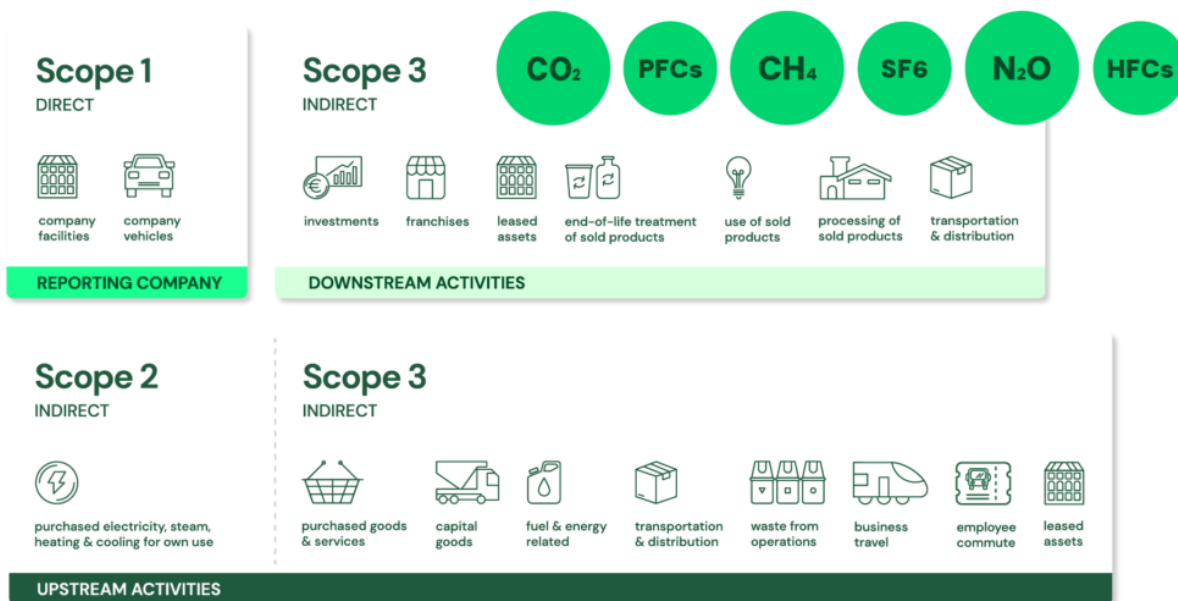 Scope 1
DIRECT
company
facilities
company
vehicles
REPORTING COMPANY
Scope 3
INDIRECT
CO₂
PFCs
CH₄
SF6
N₂O
HFCs
€
investments
franchises
leased
assets
end-of-life treatment
of sold products
use of sold
products
processing of
sold products
transportation
& distribution
DOWNSTREAM ACTIVITIES
Scope 2
INDIRECT
purchased electricity, steam,
heating & cooling for own use
Scope 3
INDIRECT
purchased goods
& services
capital
goods
fuel & energy
related
transportation
& distribution
waste from
operations
business
travel
employee
commute
leased
assets
UPSTREAM ACTIVITIES